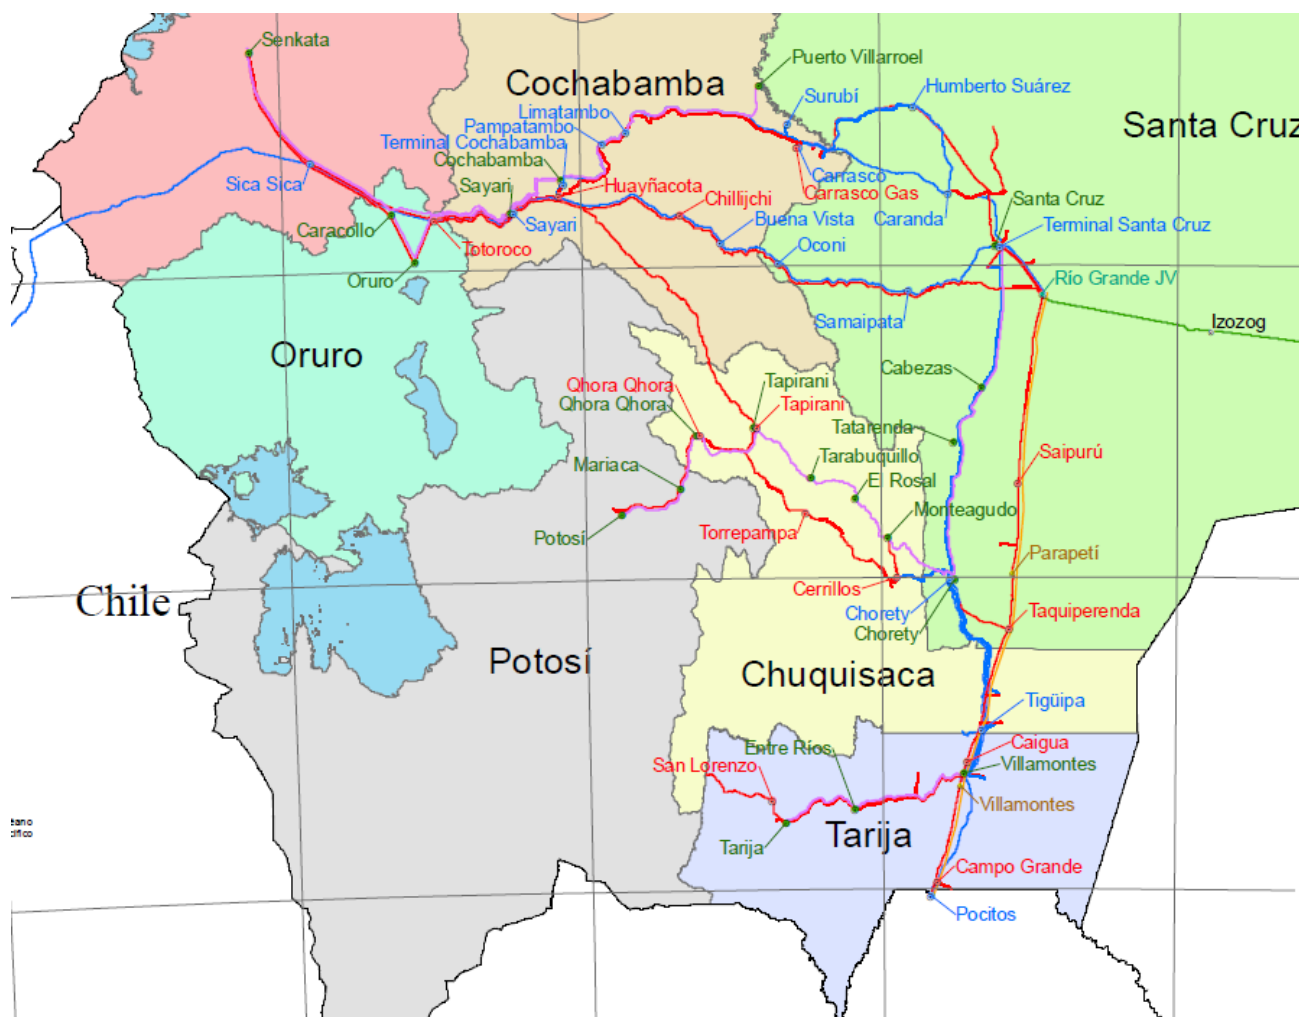 Senkata
Puerto Villarroel
Cochabamba
Humberto Suárez
Surubí
Limatambo
Santa Cruz
Pampatambo
Terminal Cochabamba
Cochabamba
Carrasco
Sica Sica
Sayari
Huayñacota
Carrasco Gas
Chillijchi
Caranda
Santa Cruz
Caracollo
Sayari
Buena Vista
Terminal Santa Cruz
Totoroco
Oconi
Oruro
Río Grande JV
Samaipata
Izozog
Oruro
Cabezas
Qhora Qhora
Tapirani
Qhora Qhora
Tapirani
Tatarenda
Saipurú
Mariaca
Tarabuquillo
El Rosal
Monteagudo
Potosí
Torrepampa
Parapetí
Chile
Cerrillos
Chorety
Taquiperenda
Chorety
Potosí
Chuquisaca
Tigüipa
Entre Ríos
Caigua
San Lorenzo
Villamontes
Villamontes
Tarija
Tarija
Campo Grande
Pocitos